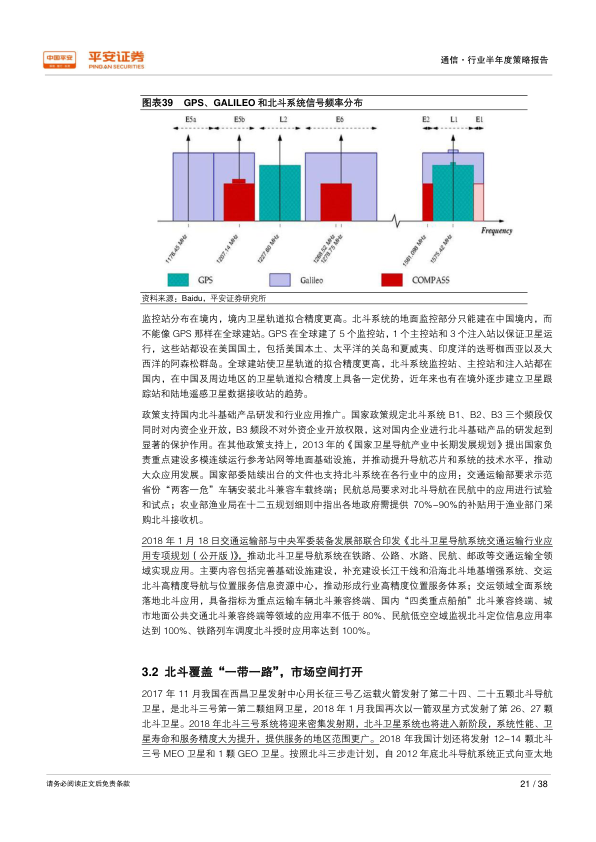 中国平安
平安证券
PINGAN SECURITIES
通信·行业半年度策略报告
图表39 GPS、GALILEO 和北斗系统信号频率分布
E5a E5b L2 E6 E2 L1 E1
Frequency
1176.45 MHz 1207.14 MHz 1227.60 MHz 1268.52 MHz 1278.75 MHz 1561.098 MHz 1575.42 MHz
GPS Galileo COMPASS
资料来源：Baidu，平安证券研究所
监控站分布在境内，境内卫星轨道拟合精度更高。北斗系统的地面监控部分只能建在中国境内，而
不能像 GPS 那样在全球建站。GPS 在全球建了 5 个监控站，1 个主控站和 3 个注入站以保证卫星运
行，这些站都设在美国国土，包括美国本土、太平洋的关岛和夏威夷、印度洋的迭哥枷西亚以及大
西洋的阿森松群岛。全球建站使卫星轨道的拟合精度更高，北斗系统监控站、主控站和注入站都在
国内，在中国及周边地区的卫星轨道拟合精度上具备一定优势，近年来也有在境外逐步建立卫星跟
踪站和陆地遥感卫星数据接收站的趋势。
政策支持国内北斗基础产品研发和行业应用推广。国家政策规定北斗系统 B1、B2、B3 三个频段仅
同时对内资企业开放，B3 频段不对外资企业开放权限，这对国内企业进行北斗基础产品的研发起到
显著的保护作用。在其他政策支持上，2013 年的《国家卫星导航产业中长期发展规划》提出国家负
责重点建设多模连续运行参考站网等地面基础设施，并推动提升导航芯片和系统的技术水平，推动
大众应用发展。国家部委陆续出台的文件也支持北斗系统在各行业中的应用：交通运输部要求示范
省份“两客一危”车辆安装北斗兼容车载终端；民航总局要求对北斗导航在民航中的应用进行试验
和试点；农业部渔业局在十二五规划细则中指出各地政府需提供 70%-90%的补贴用于渔业部门采
购北斗接收机。
2018 年 1 月 18 日交通运输部与中央军委装备发展部联合印发《北斗卫星导航系统交通运输行业应
用专项规划（公开版）》，推动北斗卫星导航系统在铁路、公路、水路、民航、邮政等交通运输全领
域实现应用。主要内容包括完善基础设施建设，补充建设长江干线和沿海北斗地基增强系统、交运
北斗高精度导航与位置服务信息资源中心，推动形成行业高精度位置服务体系；交运领域全面系统
落地北斗应用，具备指标为重点运输车辆北斗兼容终端、国内“四类重点船舶”北斗兼容终端、城
市地面公共交通北斗兼容终端等领域的应用率不低于 80%、民航低空空域监视北斗定位信息应用率
达到 100%、铁路列车调度北斗授时应用率达到 100%。
3.2 北斗覆盖“一带一路”，市场空间打开
2017 年 11 月我国在西昌卫星发射中心用长征三号乙运载火箭发射了第二十四、二十五颗北斗导航
卫星，是北斗三号第一第二颗组网卫星，2018 年 1 月我国再次以一箭双星方式发射了第 26、27 颗
北斗卫星。2018 年北斗三号系统将迎来密集发射期，北斗卫星系统也将进入新阶段，系统性能、卫
星寿命和服务精度大为提升，提供服务的地区范围更广。2018 年我国计划还将发射 12-14 颗北斗
三号 MEO 卫星和 1 颗 GEO 卫星。按照北斗三步走计划，自 2012 年底北斗导航系统正式向亚太地
请务必阅读正文后免责条款
21 / 38